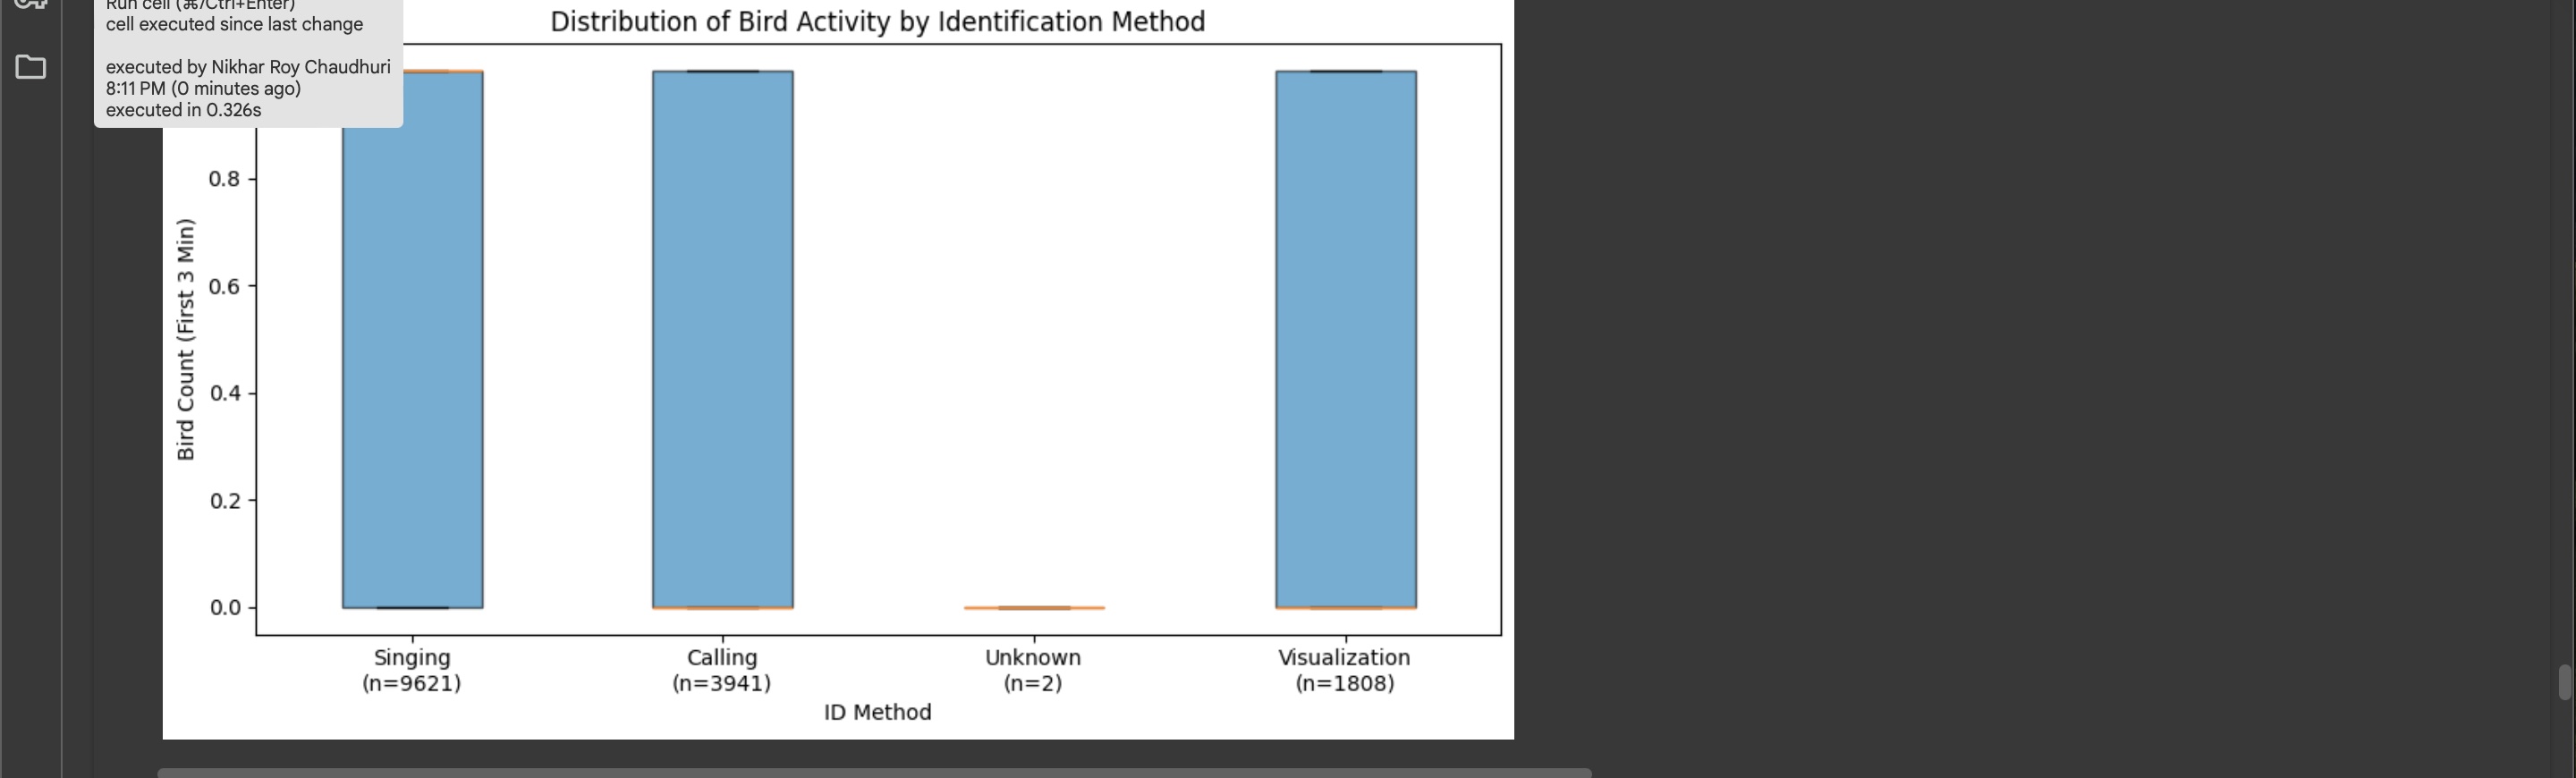 Run cell (⌘/Ctrl+Enter)
cell executed since last change
executed by Nikhar Roy Chaudhuri
8:11 PM (0 minutes ago)
executed in 0.326s
Distribution of Bird Activity by Identification Method
Bird Count (First 3 Min)
0.8
0.6
0.4
0.2
0.0
Singing
(n=9621)
Calling
(n=3941)
Unknown
(n=2)
Visualization
(n=1808)
ID Method